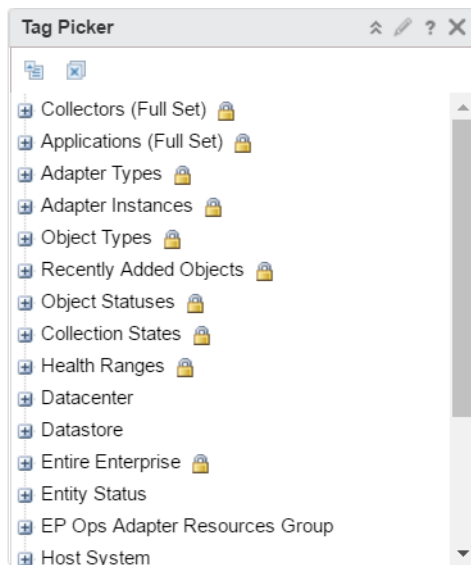 Tag Picker ?
Collectors (Full Set)
Applications (Full Set)
Adapter Types
Adapter Instances
Object Types
Recently Added Objects
Object Statuses
Collection States
Health Ranges
Datacenter
Datastore
Entire Enterprise
Entity Status
EP Ops Adapter Resources Group
Host System